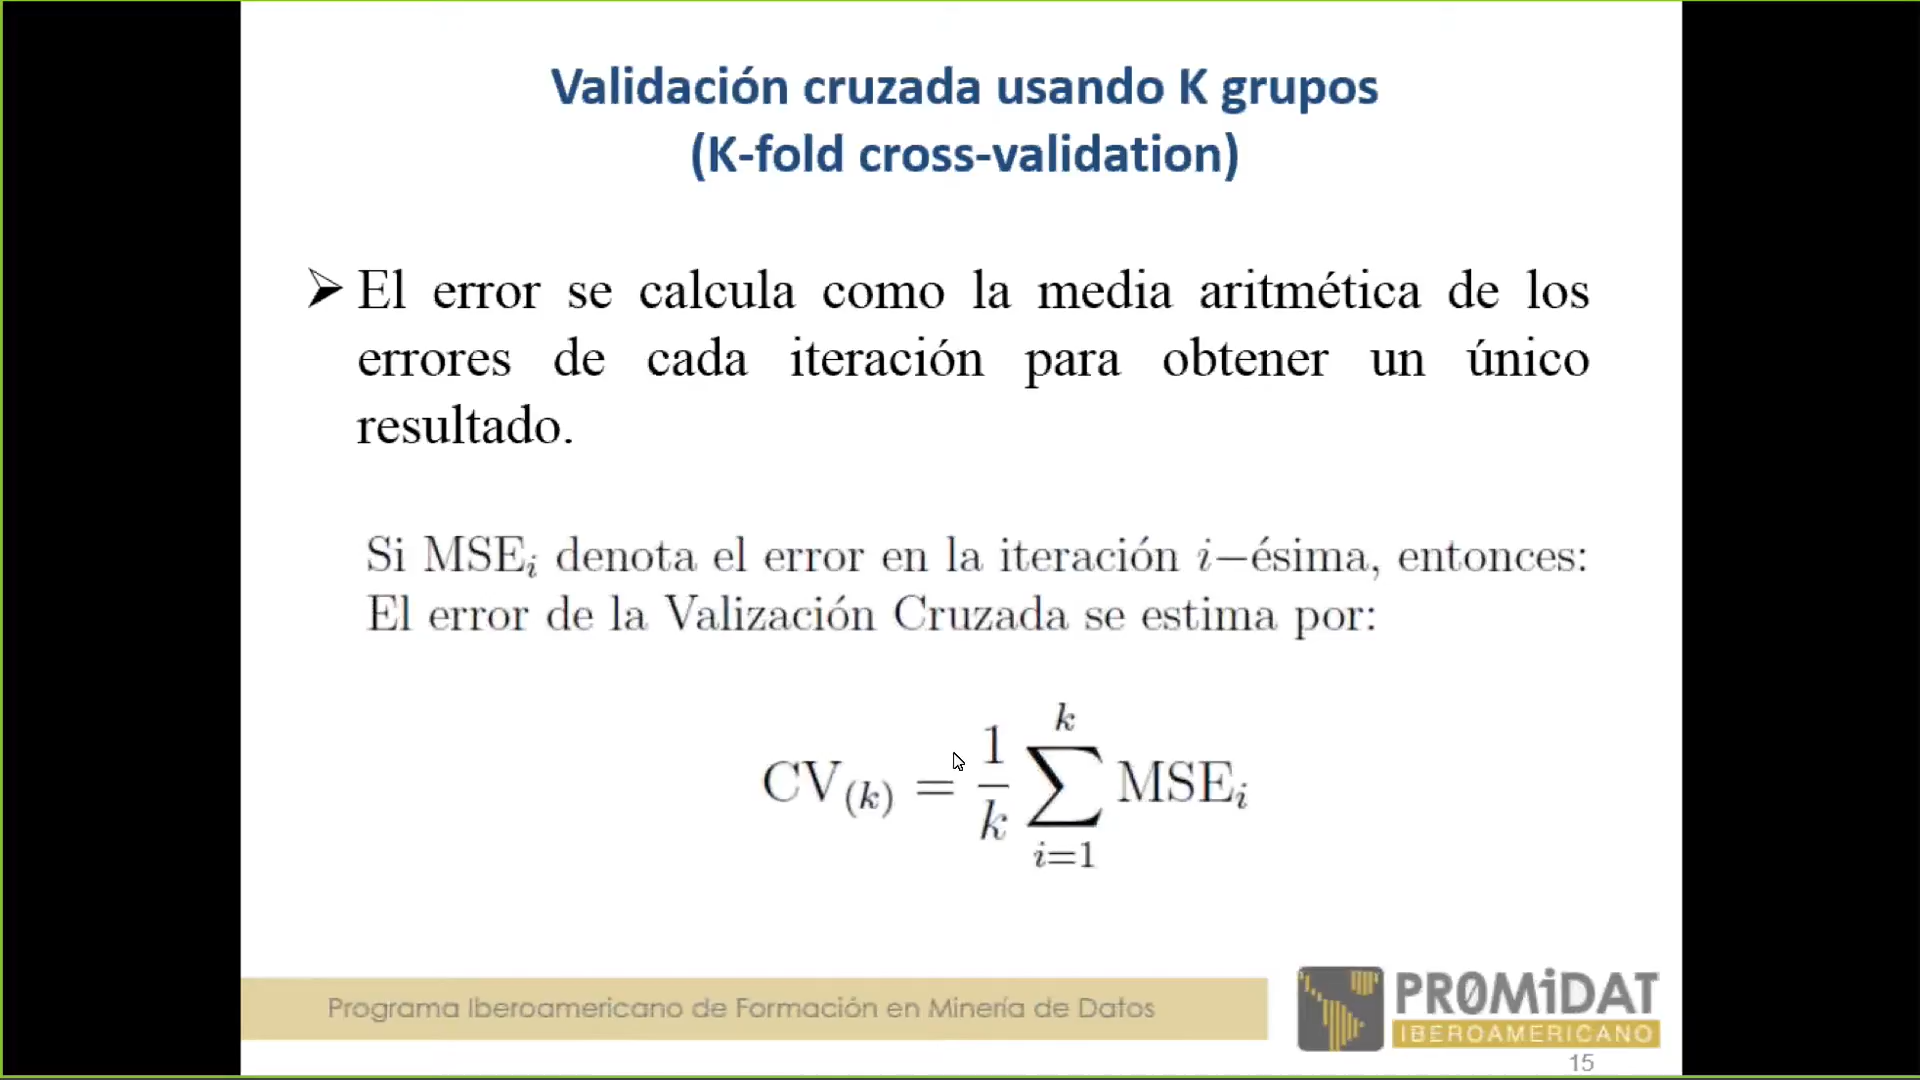 Validación cruzada usando K grupos
(K-fold cross-validation)
➢ El error se calcula como la media aritmética de los
errores de cada iteración para obtener un único
resultado.
Si MSE_i denota el error en la iteración i−ésima, entonces:
El error de la Valización Cruzada se estima por:
CV_(k) = 1/k ∑_{i=1}^{k} MSE_i
Programa Iberoamericano de Formación en Minería de Datos
PR0MiDAT
IBEROAMERICANO
15